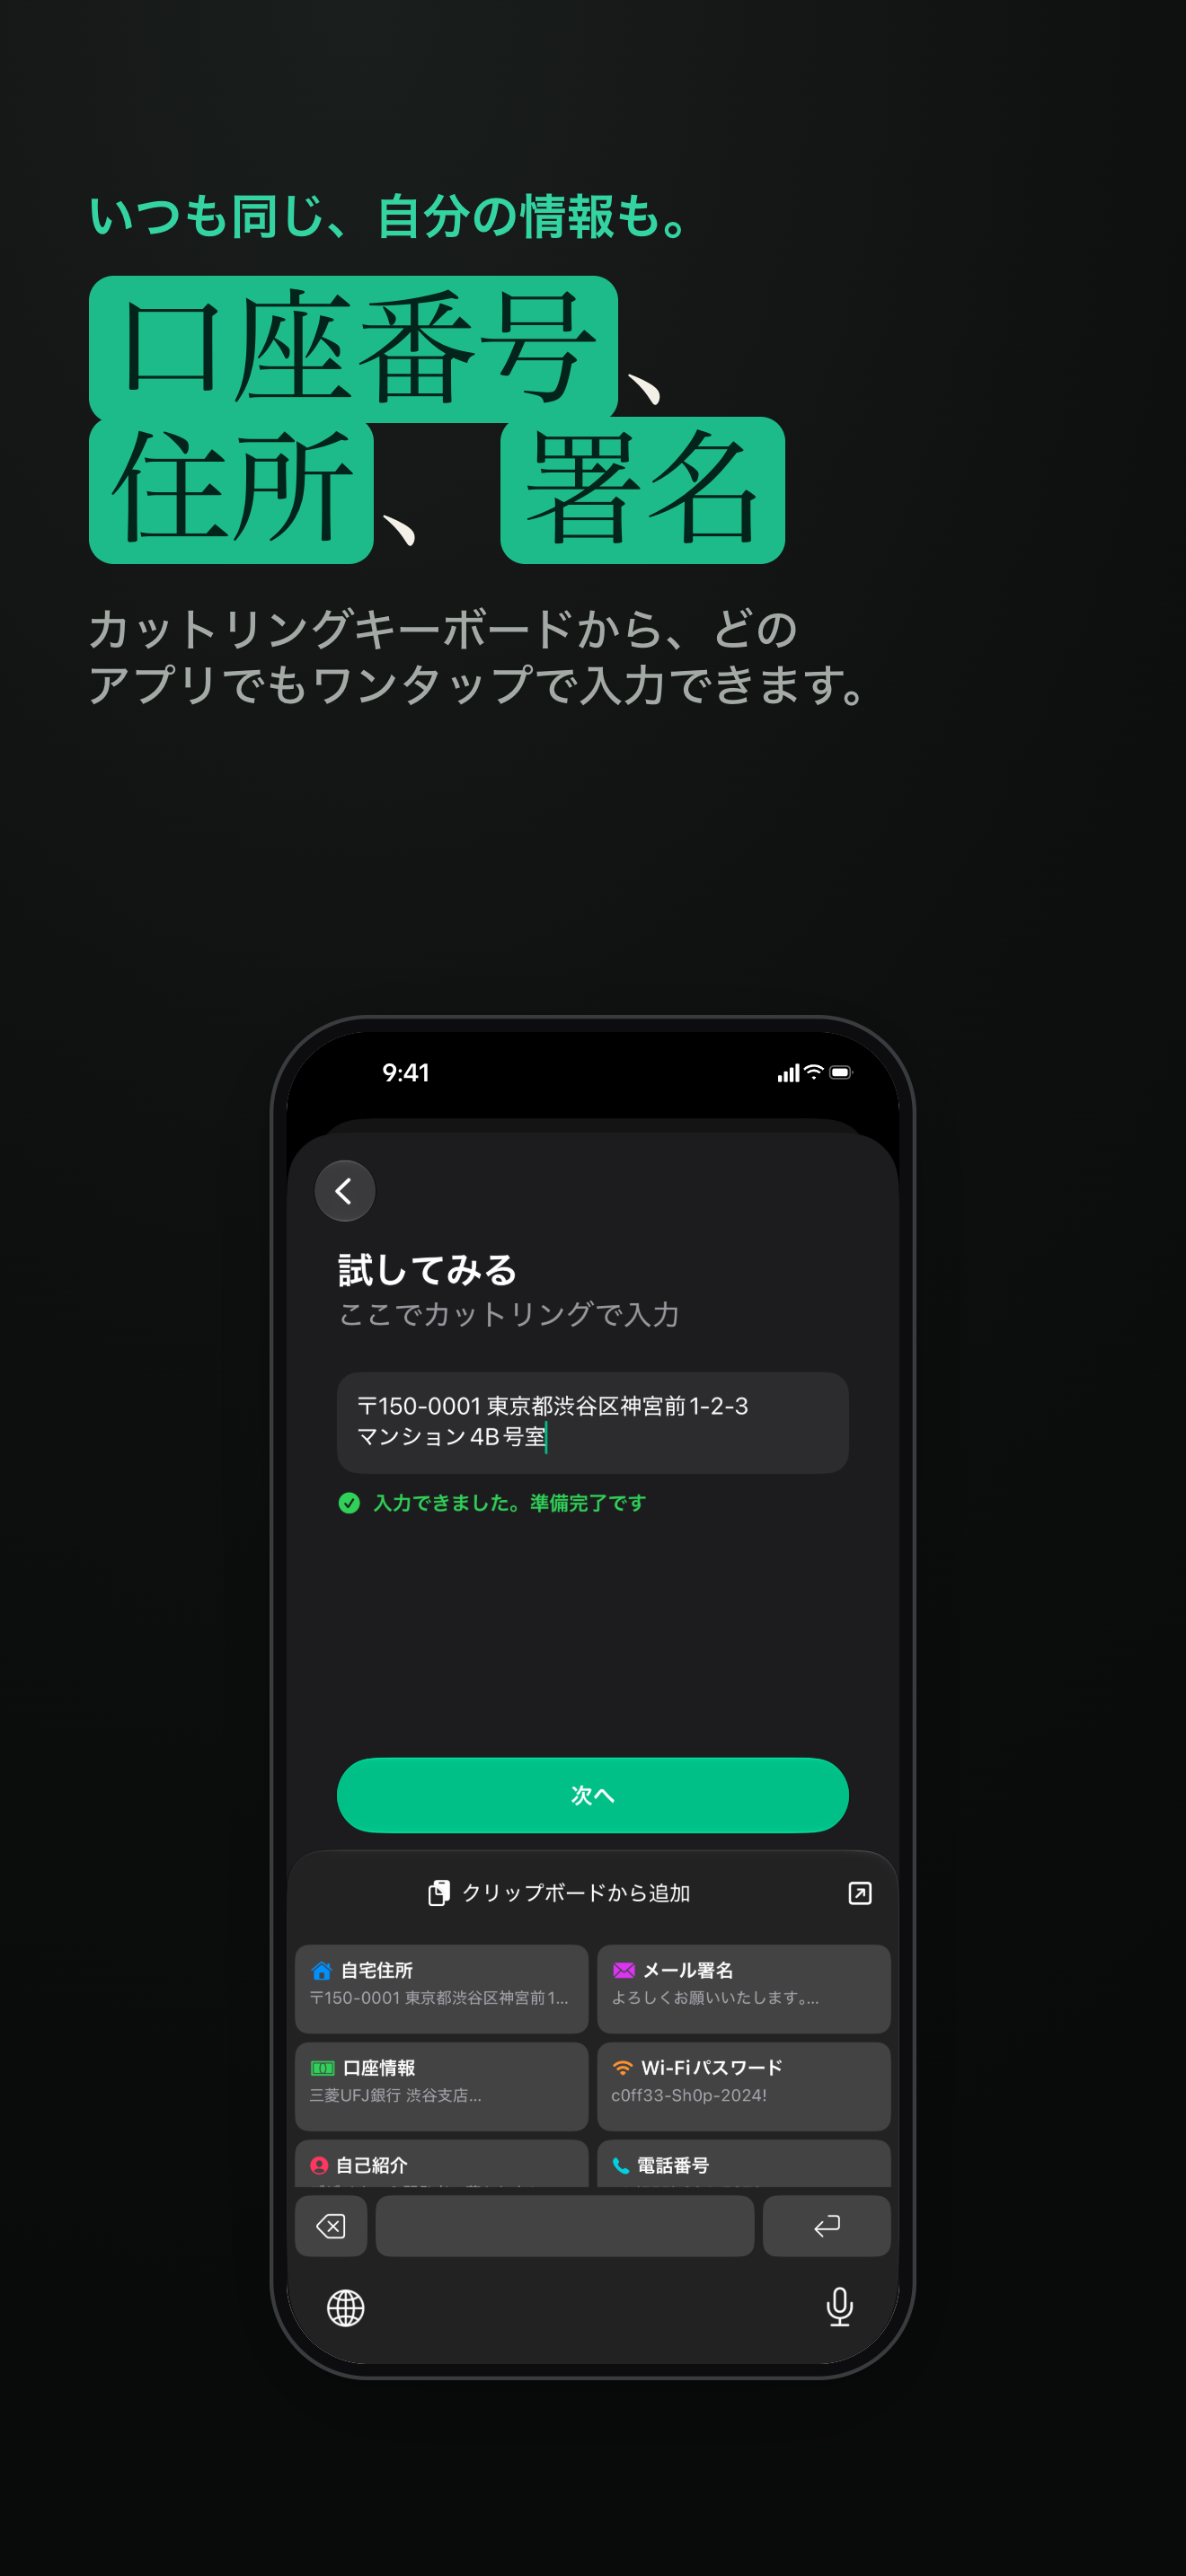 いつも同じ、自分の情報も。
口座番号、
住所、署名
カットリングキーボードから、どの
アプリでもワンタップで入力できます。
9:41
試してみる
ここでカットリングで入力
〒150-0001 東京都渋谷区神宮前1-2-3
マンション4B号室
入力できました。準備完了です
次へ
クリップボードから追加
自宅住所
〒150-0001 東京都渋谷区神宮前1...
メール署名
よろしくお願いいたします。...
口座情報
三菱UFJ銀行 渋谷支店...
Wi-Fiパスワード
c0ff33-Sh0p-2024!
自己紹介
電話番号